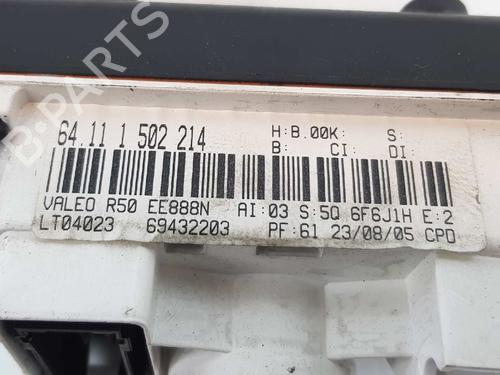 B-PARTS
64.11 1 502 214
H:B.00K: S:
B: CI: DI:
VALEO R50 EE888N AI:03 S:5Q 6F6J1H E:2
LT04023 69432203 PF:61 23/08/05 CPD